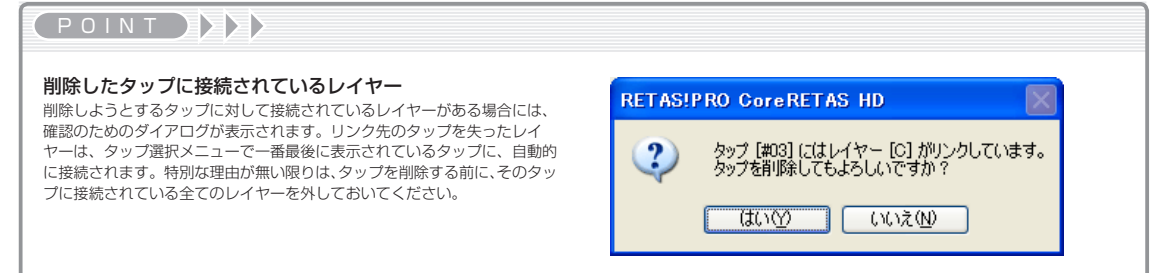 POINT
削除したタップに接続されているレイヤー
削除しようとするタップに対して接続されているレイヤーがある場合には、
確認のためのダイアログが表示されます。リンク先のタップを失ったレイ
ヤーは、タップ選択メニューで一番最後に表示されているタップに、自動的
に接続されます。特別な理由が無い限りは、タップを削除する前に、そのタッ
プに接続されている全てのレイヤーを外しておいてください。
RETAS!PRO CoreRETAS HD
タップ [#03] にはレイヤー [C] がリンクしています。
タップを削除してもよろしいですか？
はい(Y)
いいえ(N)